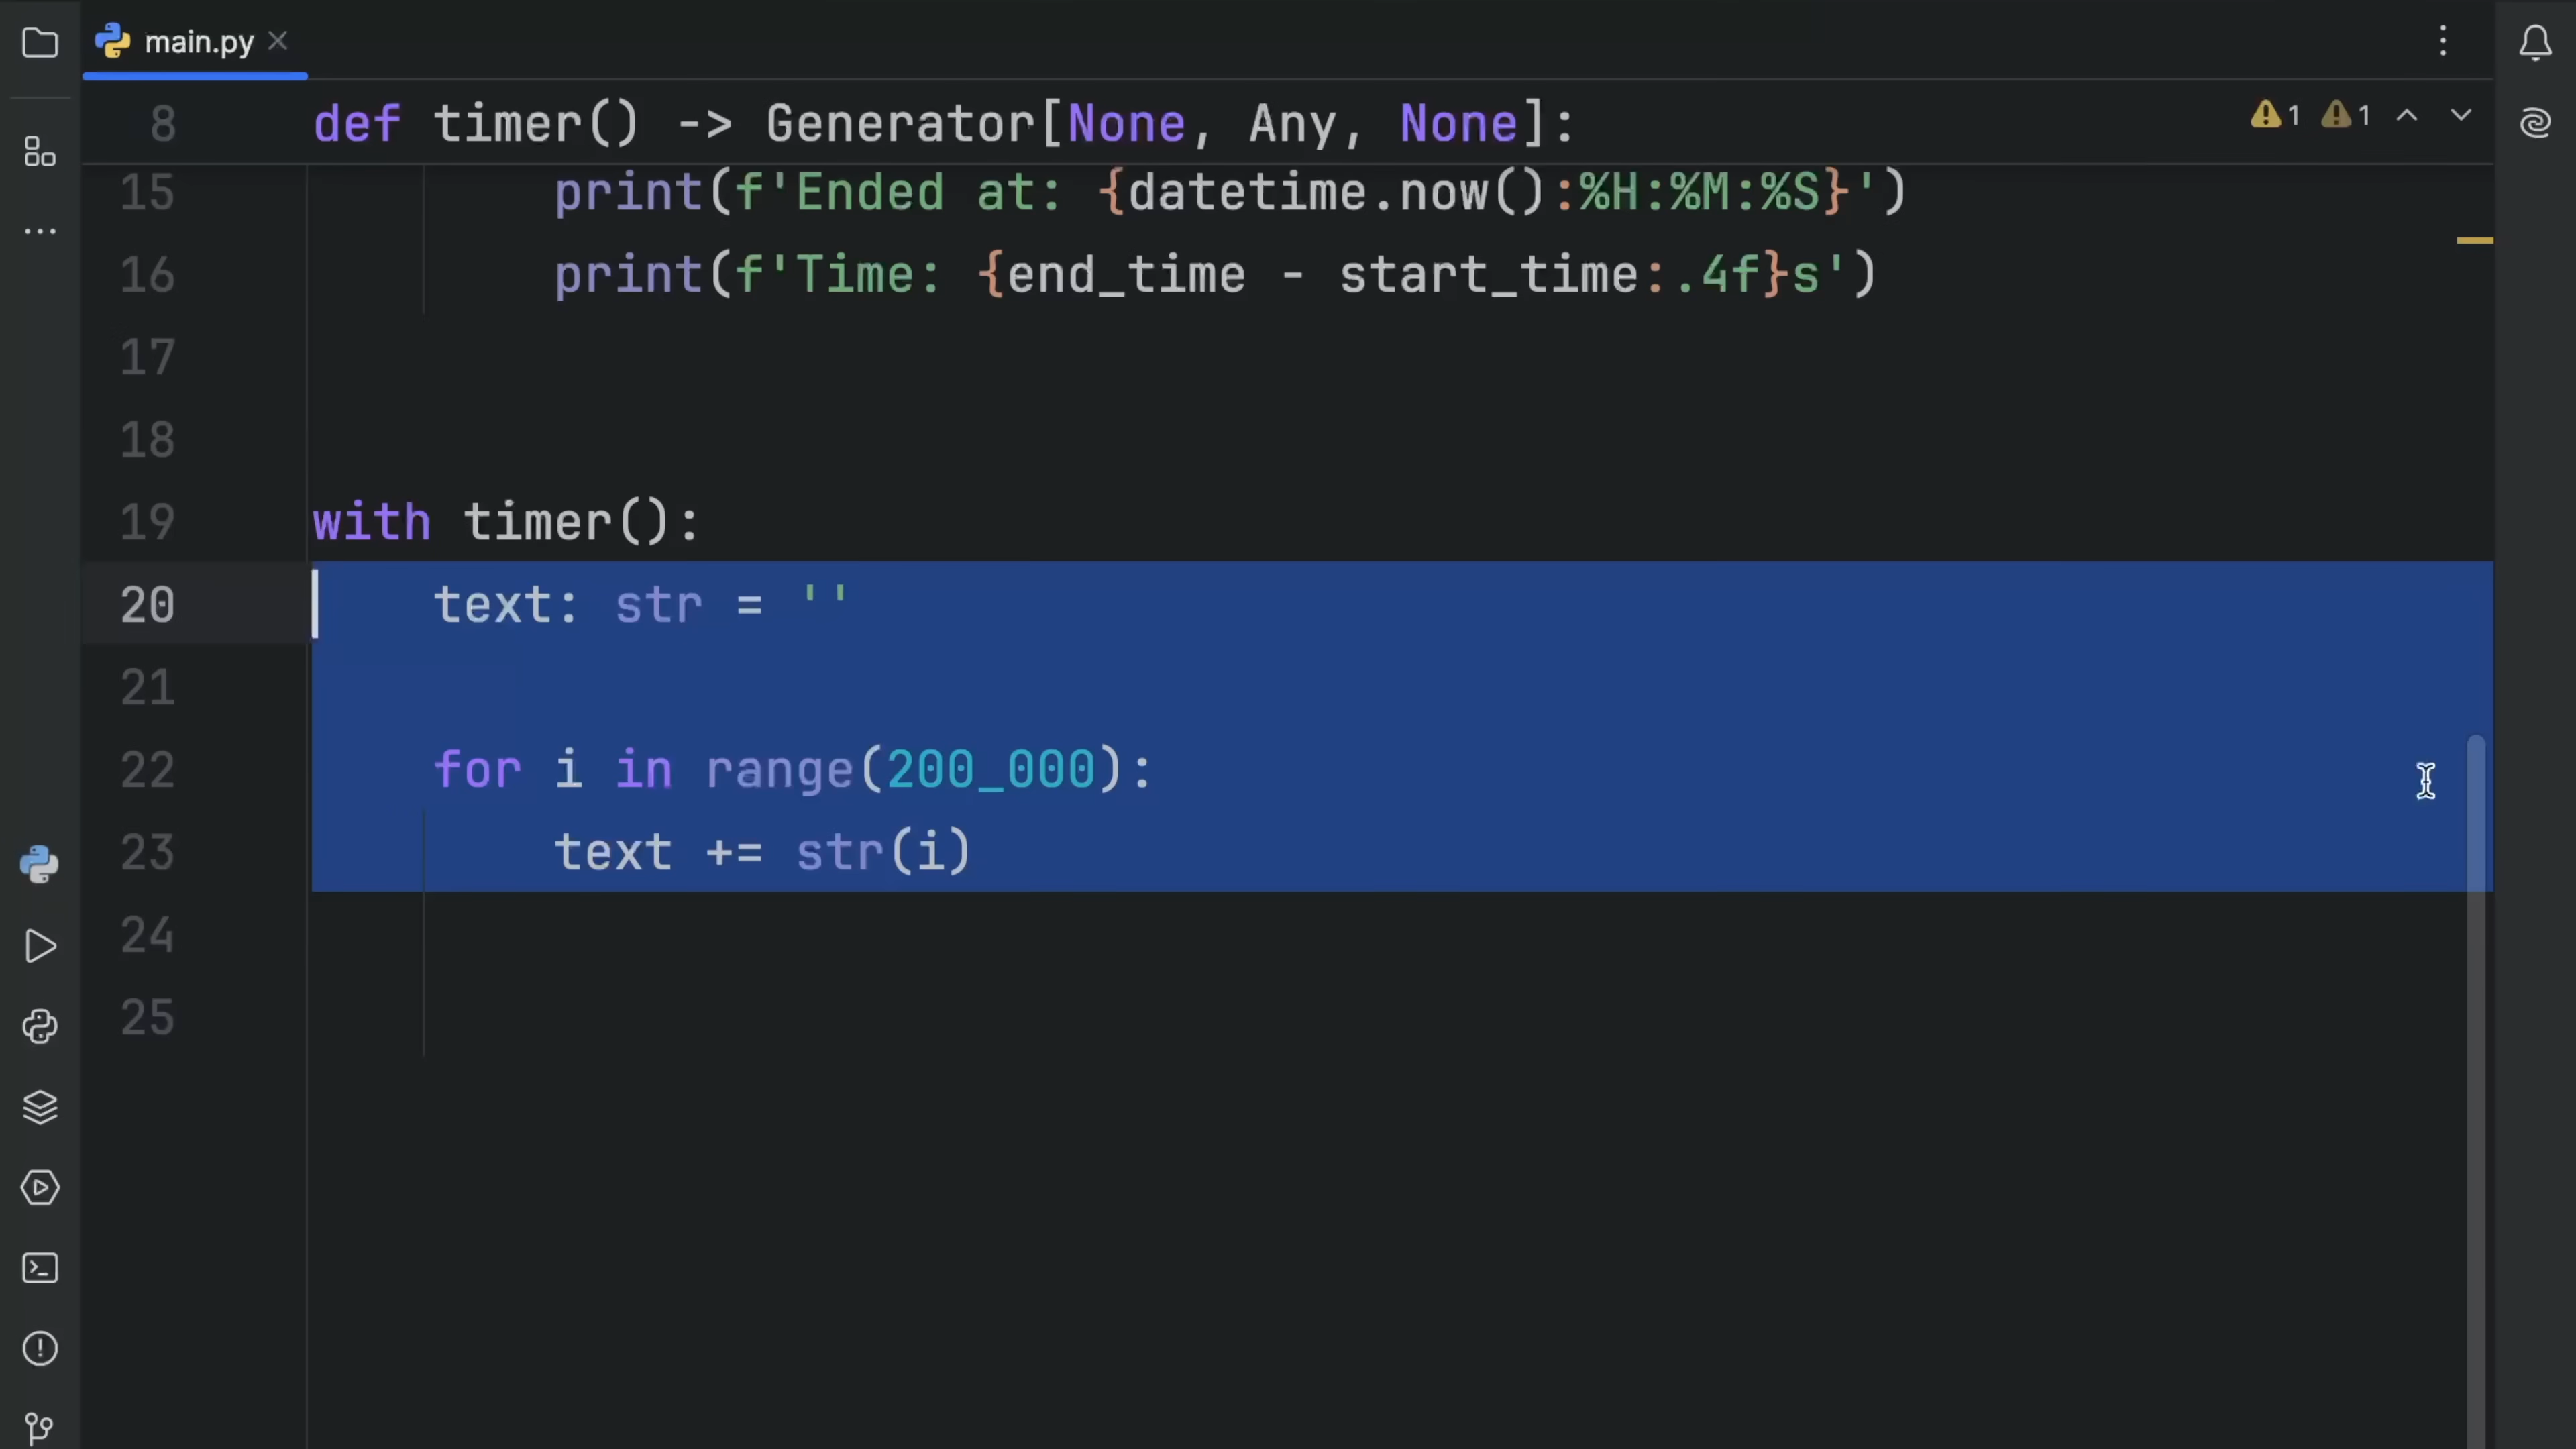 main.py
8 def timer() -> Generator[None, Any, None]:
1 1
15 print(f'Ended at: {datetime.now():%H:%M:%S}')
16 print(f'Time: {end_time - start_time:.4f}s')
17
18
19 with timer():
20 text: str = ''
21
22 for i in range(200_000):
23 text += str(i)
24
25